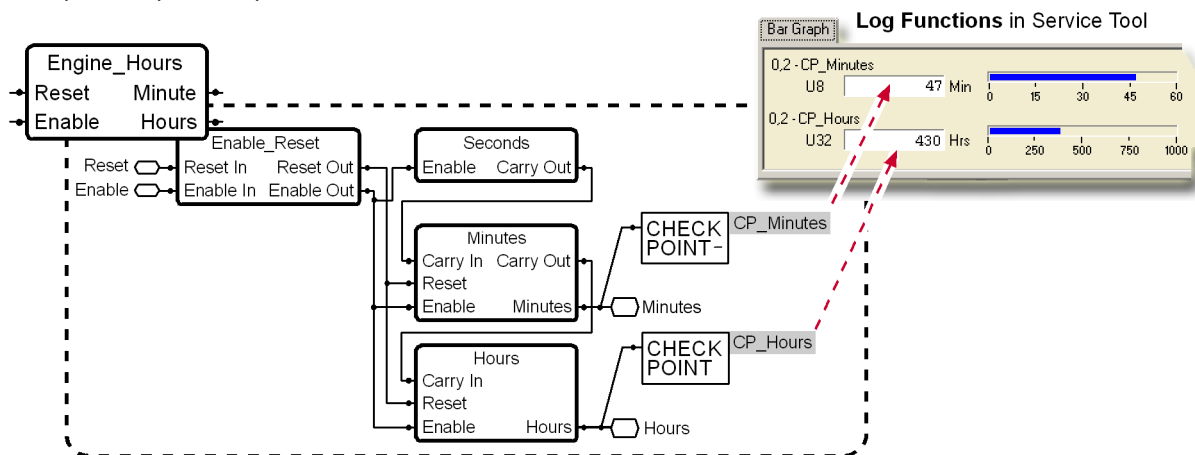 Log Functions in Service Tool
Bar Graph
0,2 - CP_Minutes
U8 47 Min
0 15 30 45 60
0,2 - CP_Hours
U32 430 Hrs
0 250 500 750 1000
Engine_Hours
Reset Minute
Enable Hours
Enable_Reset
Reset Reset In Reset Out
Enable Enable In Enable Out
Seconds
Enable Carry Out
Minutes
Carry In Carry Out
Reset
Enable Minutes
CHECK
POINT-
CP_Minutes
Minutes
Hours
Carry In
Reset
Enable Hours
CHECK
POINT
CP_Hours
Hours